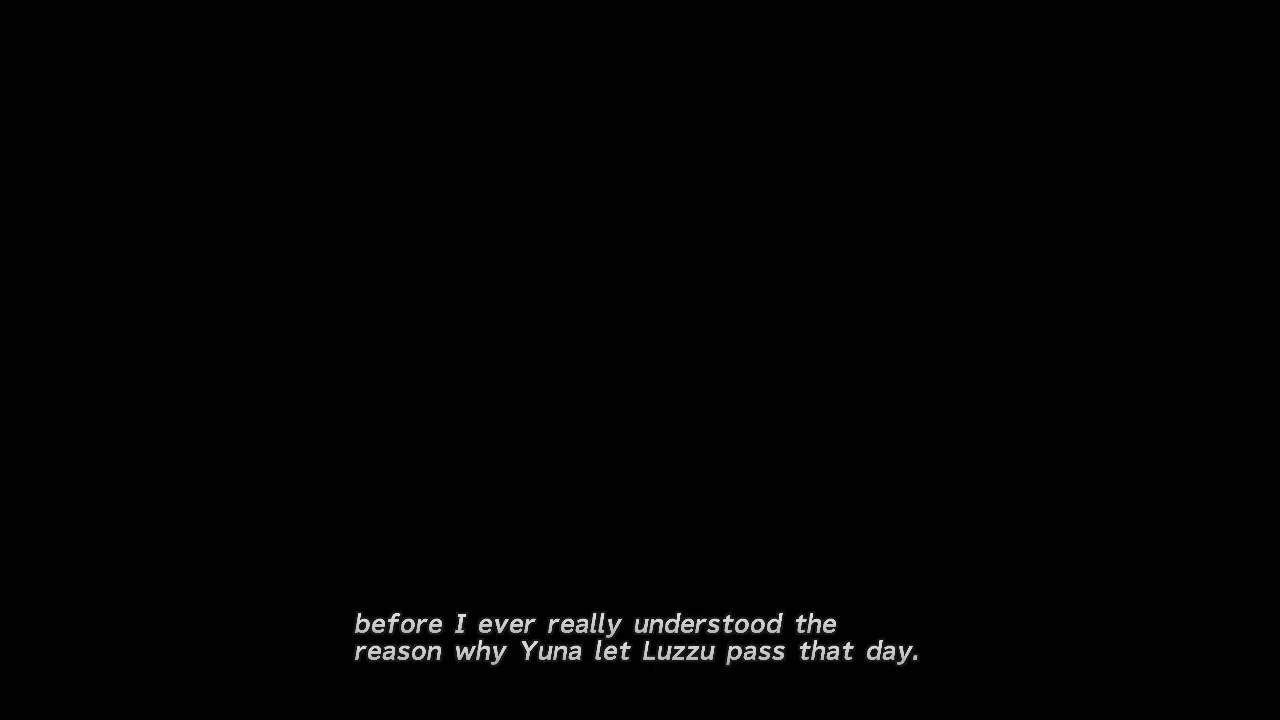 before I ever really understood the
reason why Yuna let Luzzu pass that day.